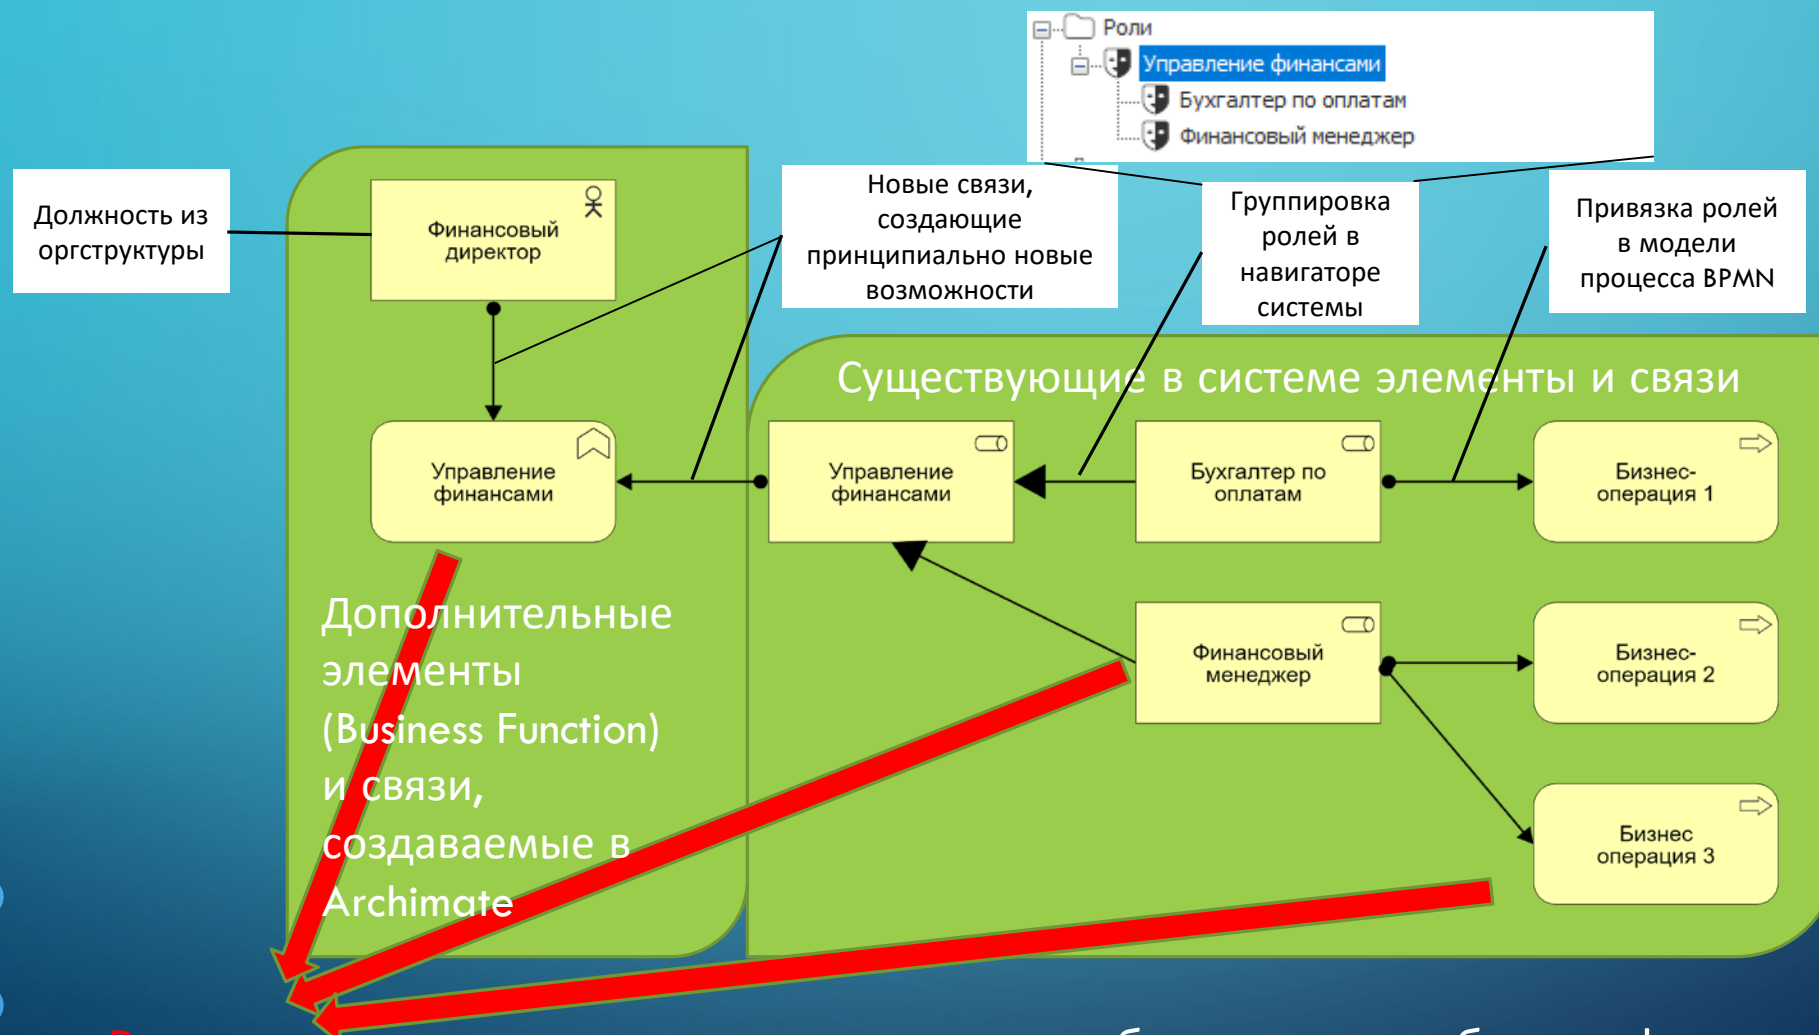 Роли
Управление финансами
Бухгалтер по оплатам
Финансовый менеджер
Должность из
оргструктуры
Финансовый
директор
Новые связи,
создающие
принципиально новые
возможности
Группировка
ролей в
навигаторе
системы
Привязка ролей
в модели
процесса BPMN
Существующие в системе элементы и связи
Управление
финансами
Управление
финансами
Бухгалтер по
оплатам
Бизнес-
операция 1
Дополнительные
элементы
(Business Function)
и связи,
создаваемые в
Archimate
Финансовый
менеджер
Бизнес-
операция 2
Бизнес
операция 3